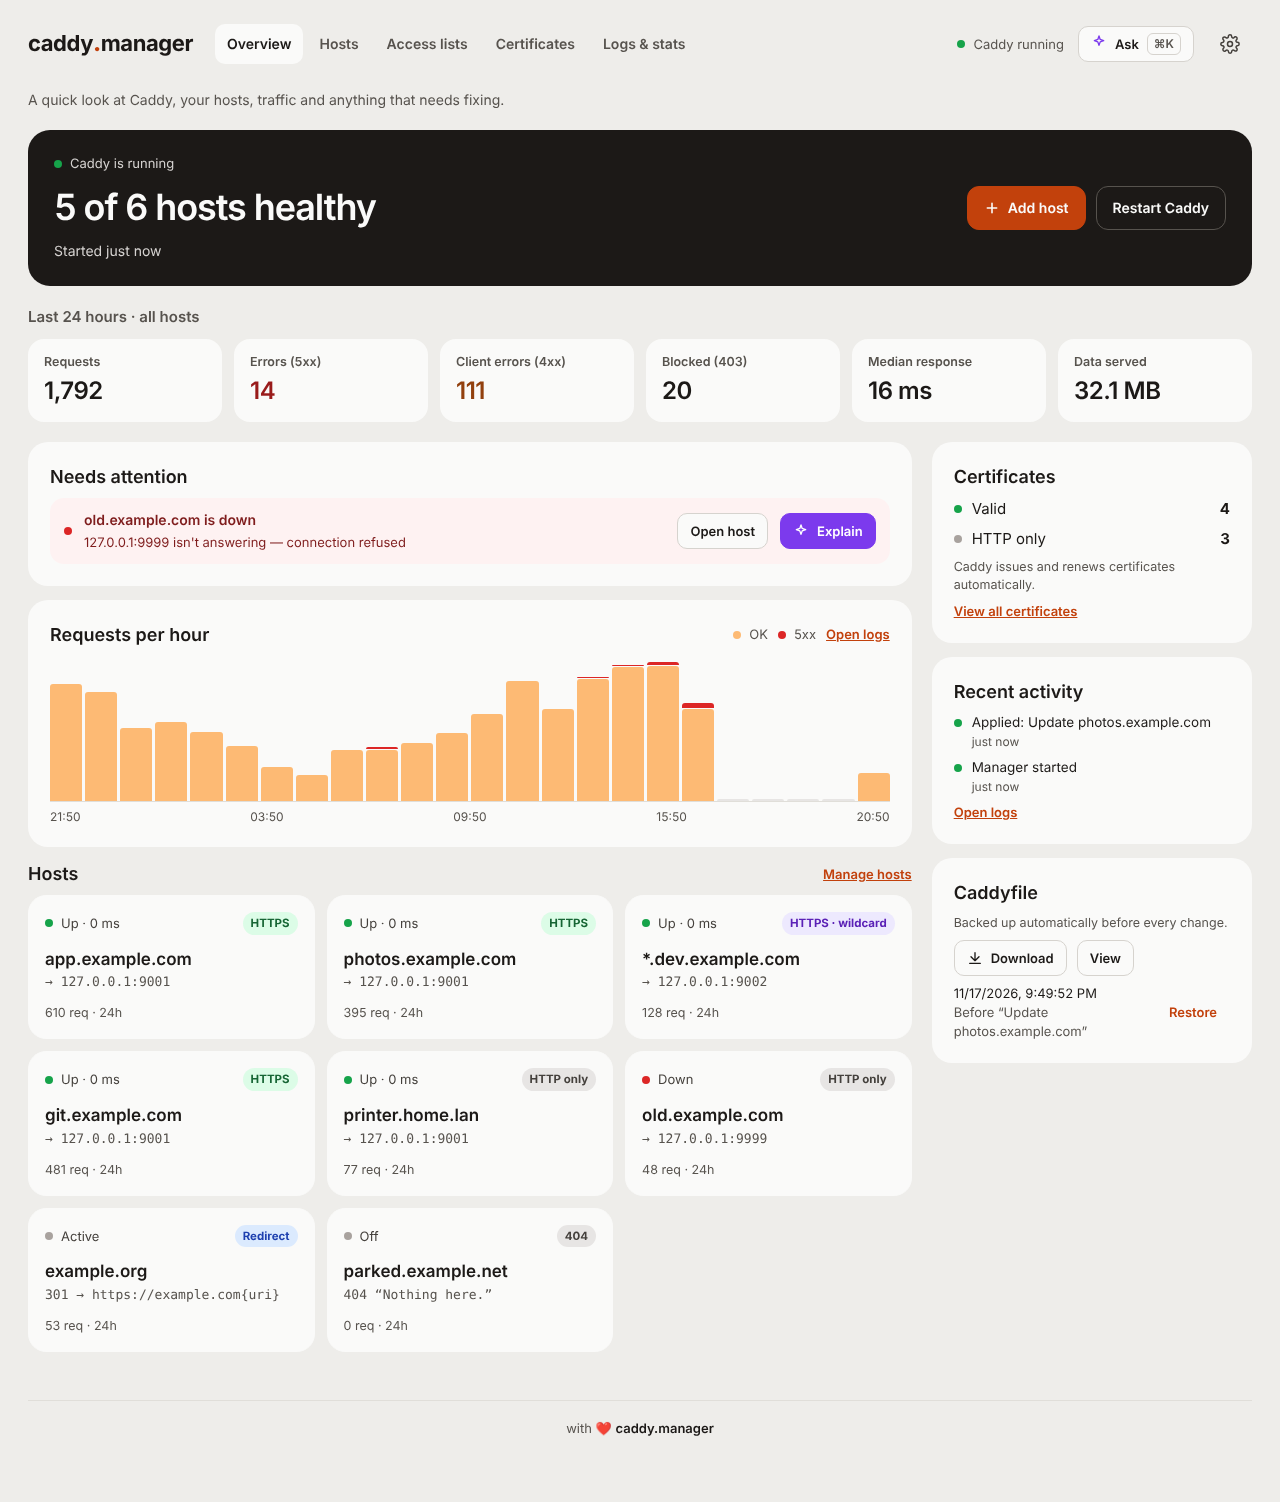 caddy.manager
Overview
Hosts
Access lists
Certificates
Logs & stats
Caddy running
Ask ⌘K
A quick look at Caddy, your hosts, traffic and anything that needs fixing.
Caddy is running
5 of 6 hosts healthy
Started just now
+ Add host
Restart Caddy
Last 24 hours · all hosts
Requests
1,792
Errors (5xx)
14
Client errors (4xx)
111
Blocked (403)
20
Median response
16 ms
Data served
32.1 MB
Needs attention
old.example.com is down
127.0.0.1:9999 isn't answering — connection refused
Open host
Explain
Requests per hour
OK
5xx
Open logs
21:50
03:50
09:50
15:50
20:50
Hosts
Manage hosts
Up · 0 ms
HTTPS
app.example.com
→ 127.0.0.1:9001
610 req · 24h
Up · 0 ms
HTTPS
photos.example.com
→ 127.0.0.1:9001
395 req · 24h
Up · 0 ms
HTTPS · wildcard
*.dev.example.com
→ 127.0.0.1:9002
128 req · 24h
Up · 0 ms
HTTPS
git.example.com
→ 127.0.0.1:9001
481 req · 24h
Up · 0 ms
HTTP only
printer.home.lan
→ 127.0.0.1:9001
77 req · 24h
Down
HTTP only
old.example.com
→ 127.0.0.1:9999
48 req · 24h
Active
Redirect
example.org
301 → https://example.com{uri}
53 req · 24h
Off
404
parked.example.net
404 “Nothing here.”
0 req · 24h
Certificates
Valid 4
HTTP only 3
Caddy issues and renews certificates
automatically.
View all certificates
Recent activity
Applied: Update photos.example.com
just now
Manager started
just now
Open logs
Caddyfile
Backed up automatically before every change.
Download
View
11/17/2026, 9:49:52 PM
Before “Update
photos.example.com”
Restore
with ❤️ caddy.manager